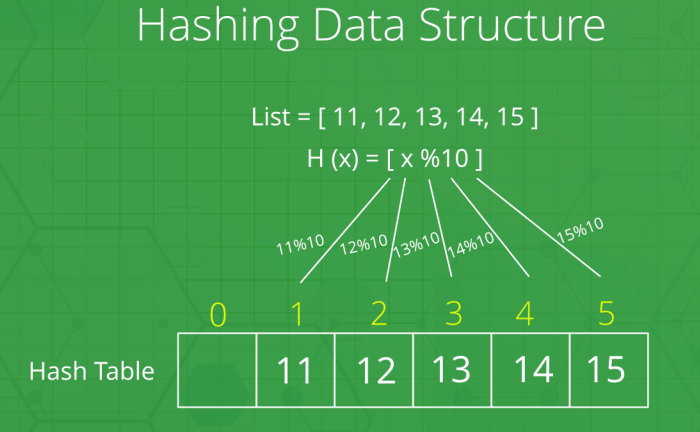 Hashing Data Structure
List = [ 11, 12, 13, 14, 15 ]
H (x) = [ x %10 ]
11%10 12%10 13%10 14%10 15%10
0 1 2 3 4 5
Hash Table 11 12 13 14 15